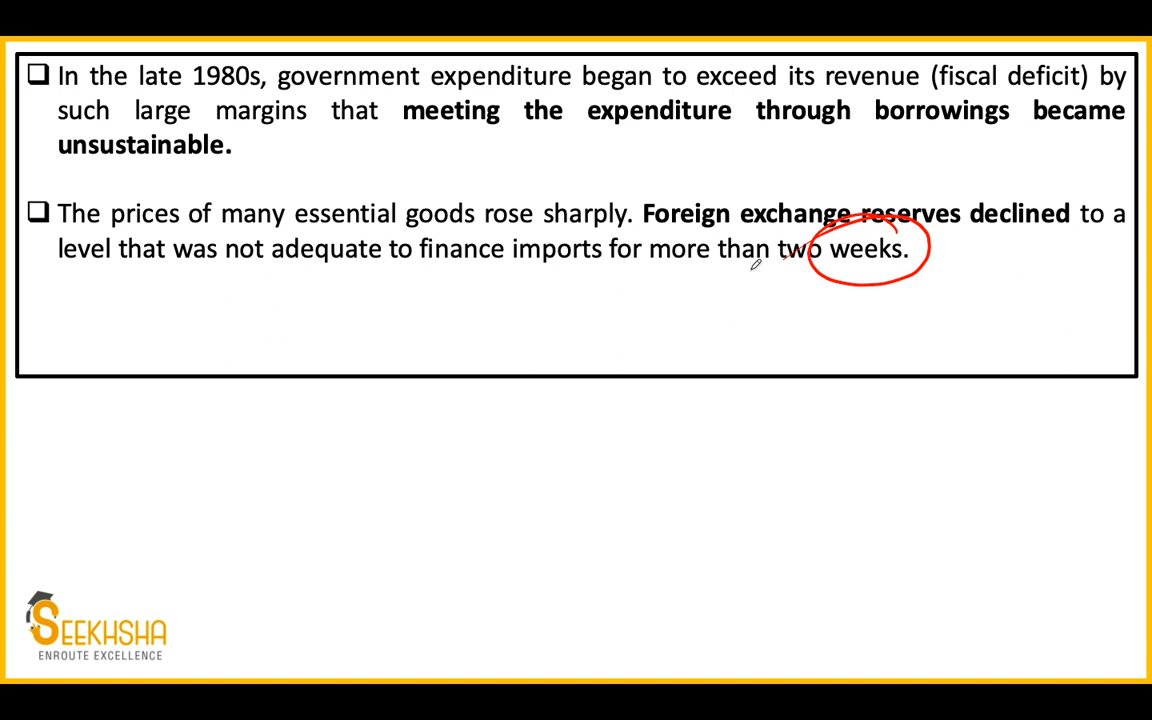 In the late 1980s, government expenditure began to exceed its revenue (fiscal deficit) by
such large margins that meeting the expenditure through borrowings became
unsustainable.
The prices of many essential goods rose sharply. Foreign exchange reserves declined to a
level that was not adequate to finance imports for more than two weeks.
SEEKHSHA
ENROUTE EXCELLENCE